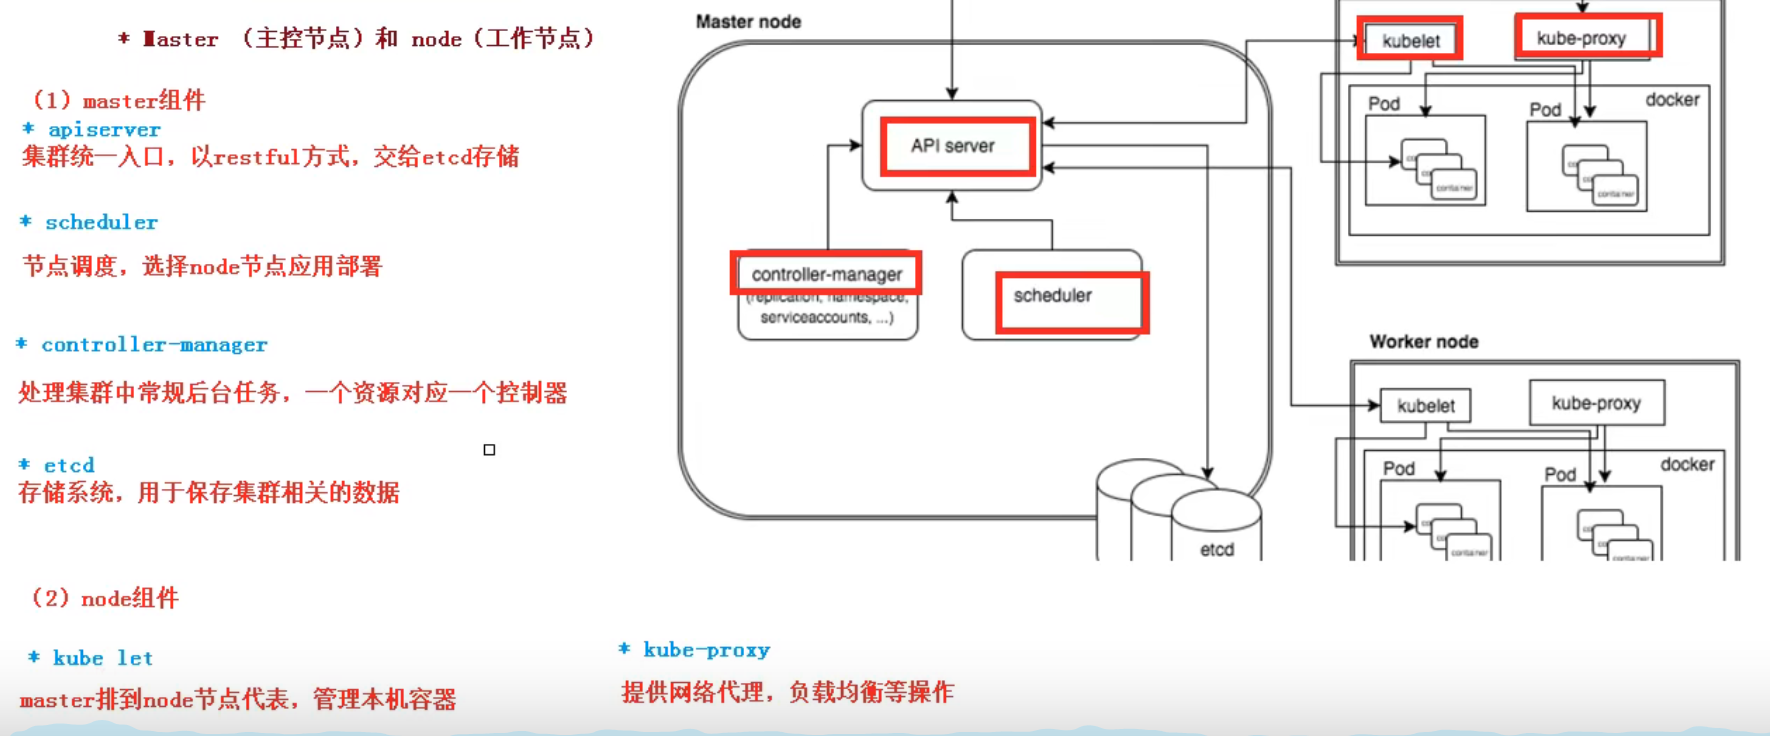 * Master （主控节点）和 node（工作节点）
（1）master组件
* apiserver
集群统一入口，以restful方式，交给etcd存储
* scheduler
节点调度，选择node节点应用部署
* controller-manager
处理集群中常规后台任务，一个资源对应一个控制器
* etcd
存储系统，用于保存集群相关的数据
（2）node组件
* kube let
master排到node节点代表，管理本机容器
* kube-proxy
提供网络代理，负载均衡等操作
Master node
API server
controller-manager
(replication, namespace,
serviceaccounts, ...)
scheduler
etcd
kubelet
kube-proxy
docker
Pod
Pod
container
container
Worker node
kubelet
kube-proxy
docker
Pod
Pod
container
container